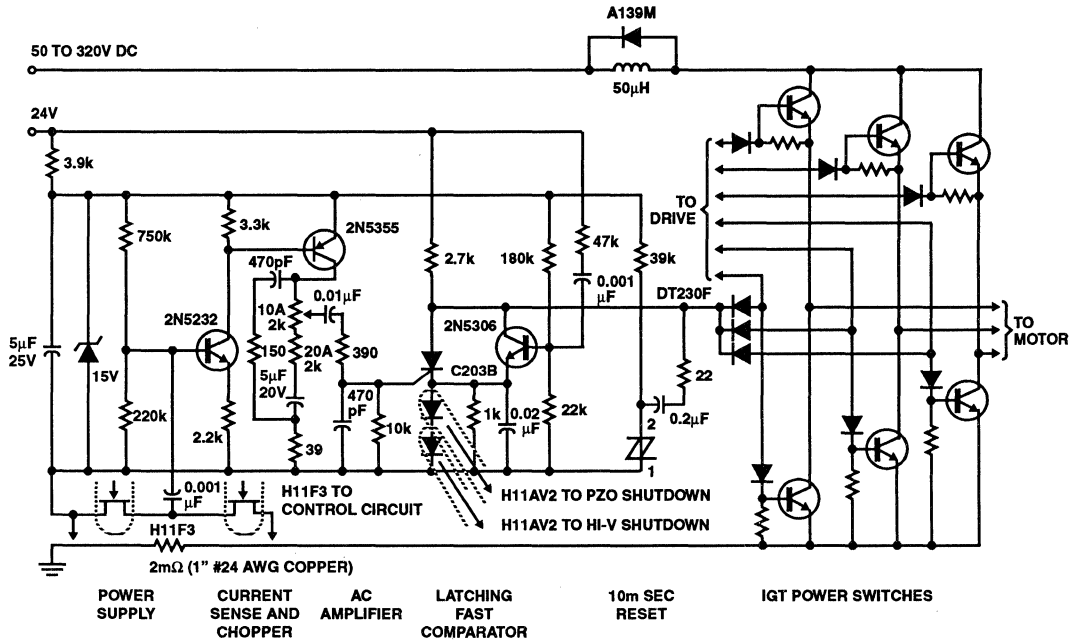 A139M
50 TO 320V DC
50µH
24V
3.9k
TO
DRIVE
750k
3.3k
2N5355
470pF
2.7k
180k
47k
39k
0.001
µF
DT230F
10A
2k
0.01µF
2N5232
2N5306
TO
MOTOR
5µF
25V
15V
150
20A
2k
390
C203B
22
5µF
20V
220k
2.2k
470
pF
10k
1k
0.02
µF
22k
0.2µF
2
1
39
0.001
µF
H11F3 TO
CONTROL CIRCUIT
H11AV2 TO PZO SHUTDOWN
H11AV2 TO HI-V SHUTDOWN
H11F3
2mΩ (1" #24 AWG COPPER)
POWER
SUPPLY
CURRENT
SENSE AND
CHOPPER
AC
AMPLIFIER
LATCHING
FAST
COMPARATOR
10m SEC
RESET
IGT POWER SWITCHES